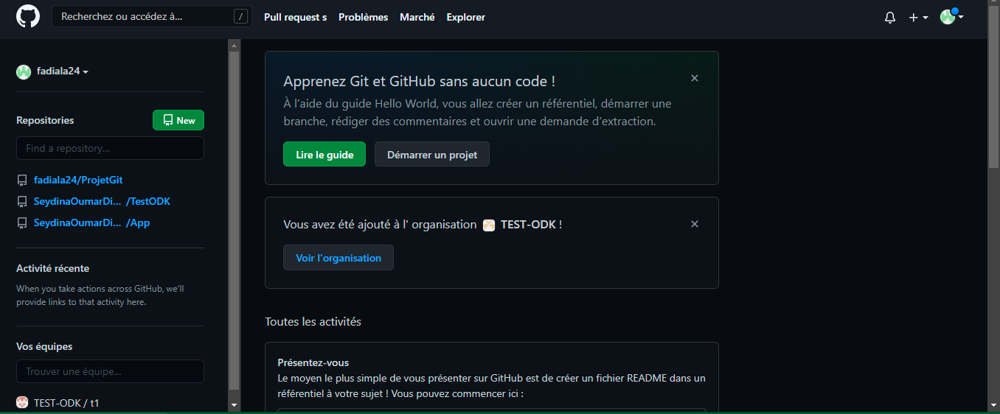 Recherchez ou accédez à...
/
Pull request s
Problèmes
Marché
Explorer
fadiala24
Repositories
New
Find a repository...
fadiala24/ProjetGit
SeydinaOumarDi... /TestODK
SeydinaOumarDi... /App
Activité récente
When you take actions across GitHub, we'll
provide links to that activity here.
Vos équipes
Trouver une équipe...
TEST-ODK / t1
Apprenez Git et GitHub sans aucun code !
À l'aide du guide Hello World, vous allez créer un référentiel, démarrer une
branche, rédiger des commentaires et ouvrir une demande d'extraction.
Lire le guide
Démarrer un projet
Vous avez été ajouté à l' organisation TEST-ODK !
Voir l'organisation
Toutes les activités
Présentez-vous
Le moyen le plus simple de vous présenter sur GitHub est de créer un fichier README dans un
référentiel à votre sujet ! Vous pouvez commencer ici :